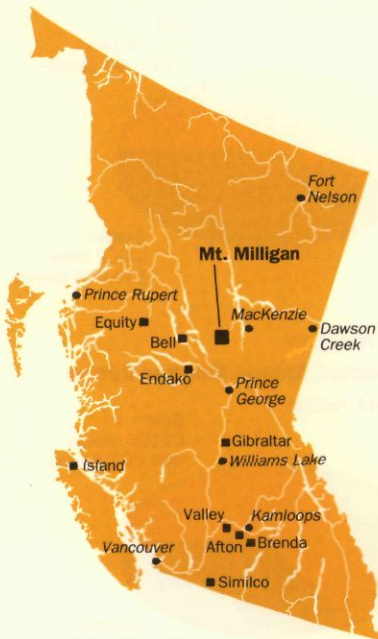 Fort
Nelson
Mt. Milligan
Prince Rupert
MacKenzie
Dawson
Creek
Equity
Bell
Endako
Prince
George
Gibraltar
Island
Williams Lake
Valley
Kamloops
Afton
Brenda
Vancouver
Similco